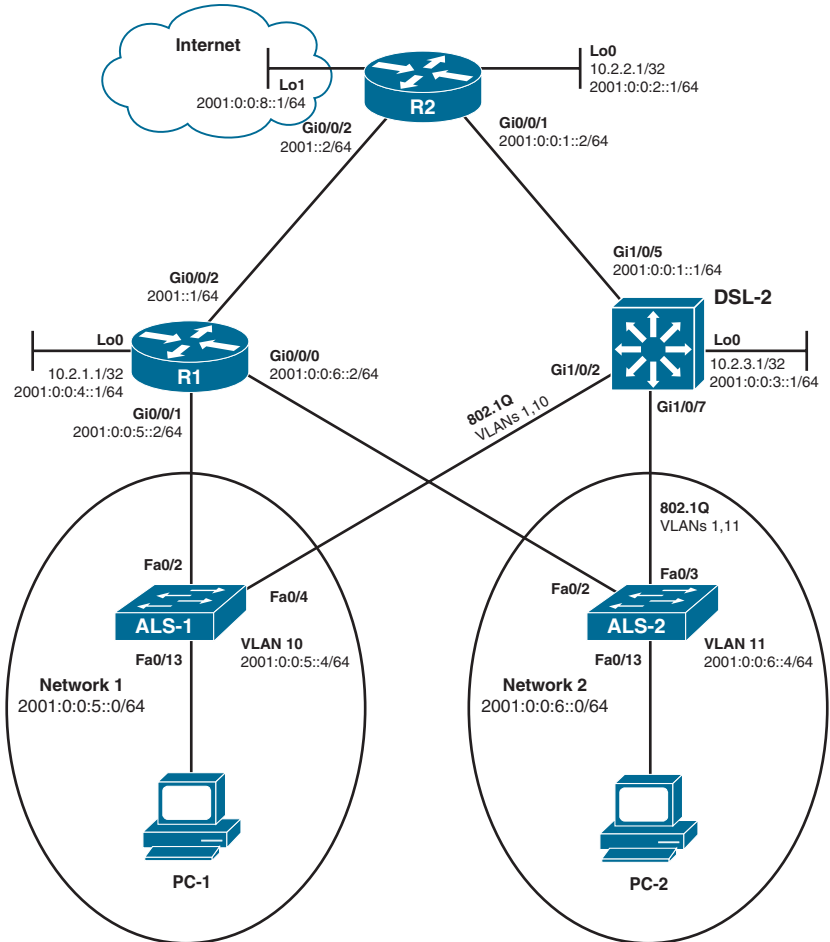 Internet
Lo1
2001:0:0:8::1/64
R2
Lo0
10.2.2.1/32
2001:0:0:2::1/64
Gi0/0/2
2001::2/64
Gi0/0/1
2001:0:0:1::2/64
Gi0/0/2
2001::1/64
Gi1/0/5
2001:0:0:1::1/64
DSL-2
Lo0
10.2.1.1/32
2001:0:0:4::1/64
R1
Gi0/0/0
2001:0:0:6::2/64
Gi1/0/2
Lo0
10.2.3.1/32
2001:0:0:3::1/64
Gi0/0/1
2001:0:0:5::2/64
802.1Q
VLANs 1,10
Gi1/0/7
802.1Q
VLANs 1,11
Fa0/2
Fa0/4
ALS-1
Fa0/13
VLAN 10
2001:0:0:5::4/64
Network 1
2001:0:0:5::0/64
PC-1
Fa0/2
Fa0/3
ALS-2
Fa0/13
VLAN 11
2001:0:0:6::4/64
Network 2
2001:0:0:6::0/64
PC-2